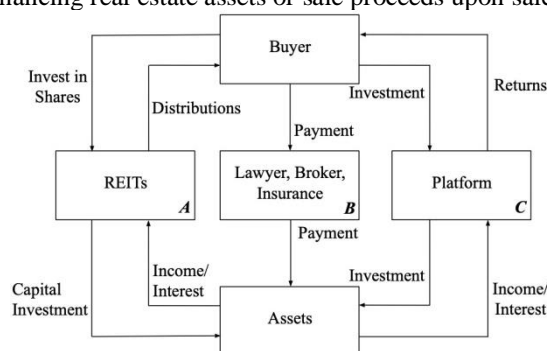 nancing real estate assets or sale proceeds upon sale
Buyer
Invest in
Shares
Distributions
Investment
Returns
Payment
REITs
A
Lawyer, Broker,
Insurance
B
Platform
C
Payment
Capital
Investment
Income/
Interest
Investment
Income/
Interest
Assets